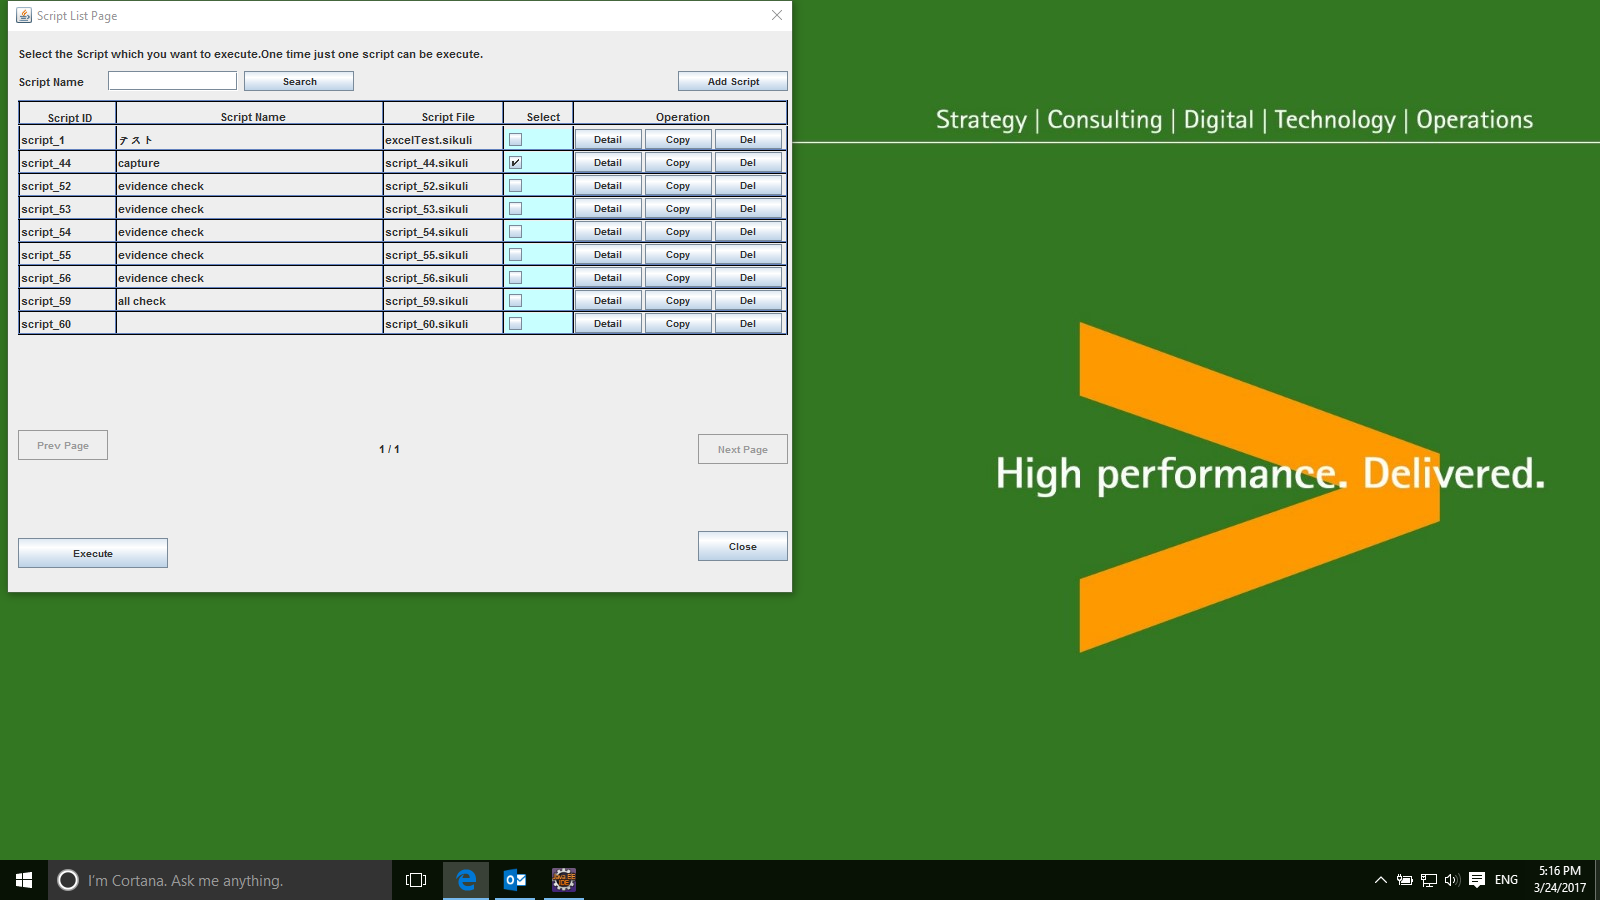 Script List Page
Select the Script which you want to execute.One time just one script can be execute.
Script Name Search Add Script
Script ID Script Name Script File Select Operation
script_1 テスト excelTest.sikuli Detail Copy Del
script_44 capture script_44.sikuli Detail Copy Del
script_52 evidence check script_52.sikuli Detail Copy Del
script_53 evidence check script_53.sikuli Detail Copy Del
script_54 evidence check script_54.sikuli Detail Copy Del
script_55 evidence check script_55.sikuli Detail Copy Del
script_56 evidence check script_56.sikuli Detail Copy Del
script_59 all check script_59.sikuli Detail Copy Del
script_60 script_60.sikuli Detail Copy Del
Prev Page 1 / 1 Next Page
Execute Close
Strategy | Consulting | Digital | Technology | Operations
High performance. Delivered.
I'm Cortana. Ask me anything.
ENG
5:16 PM
3/24/2017